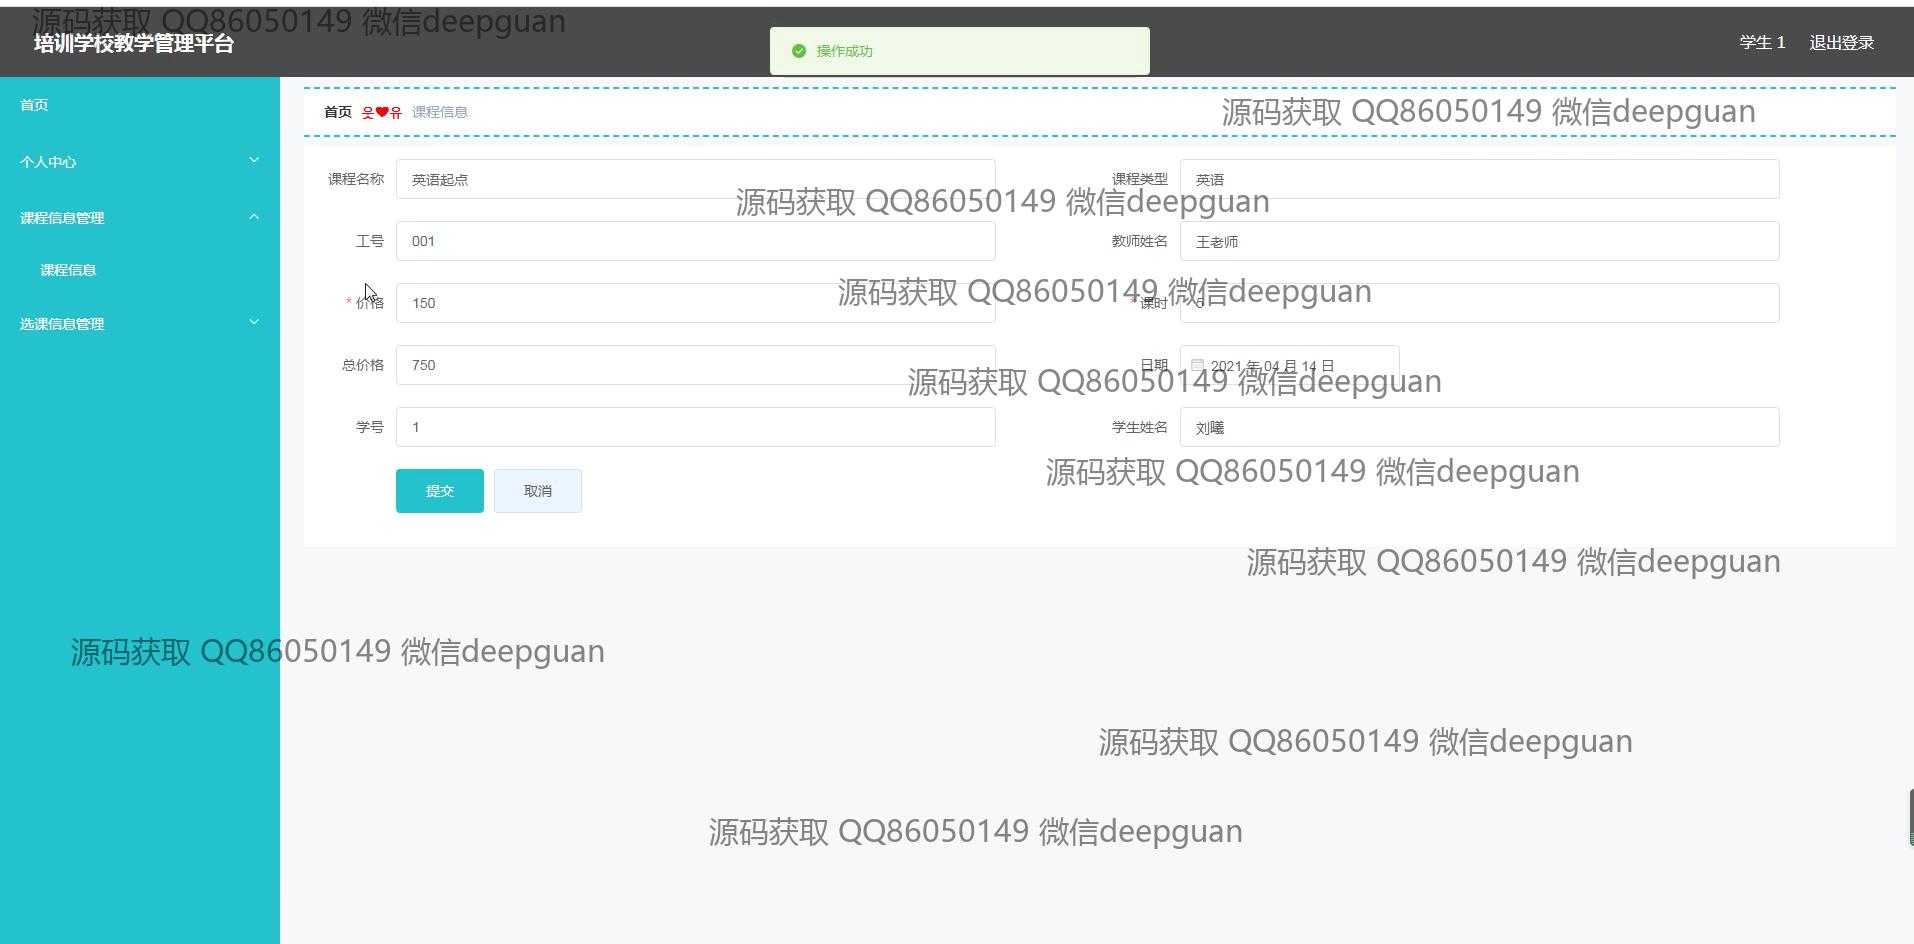 源码获取 QQ86050149 微信deepguan
培训学校教学管理平台
操作成功
学生 1
退出登录
首页
个人中心
课程信息管理
课程信息
选课信息管理
首页 웃❤유 课程信息
源码获取 QQ86050149 微信deepguan
课程名称 英语起点
课程类型 英语
源码获取 QQ86050149 微信deepguan
工号 001
教师姓名 王老师
源码获取 QQ86050149 微信deepguan
* 价格 150
* 课时 5
总价格 750
日期 2021 年 04 月 14 日
源码获取 QQ86050149 微信deepguan
学号 1
学生姓名 刘曦
源码获取 QQ86050149 微信deepguan
提交
取消
源码获取 QQ86050149 微信deepguan
源码获取 QQ86050149 微信deepguan
源码获取 QQ86050149 微信deepguan
源码获取 QQ86050149 微信deepguan